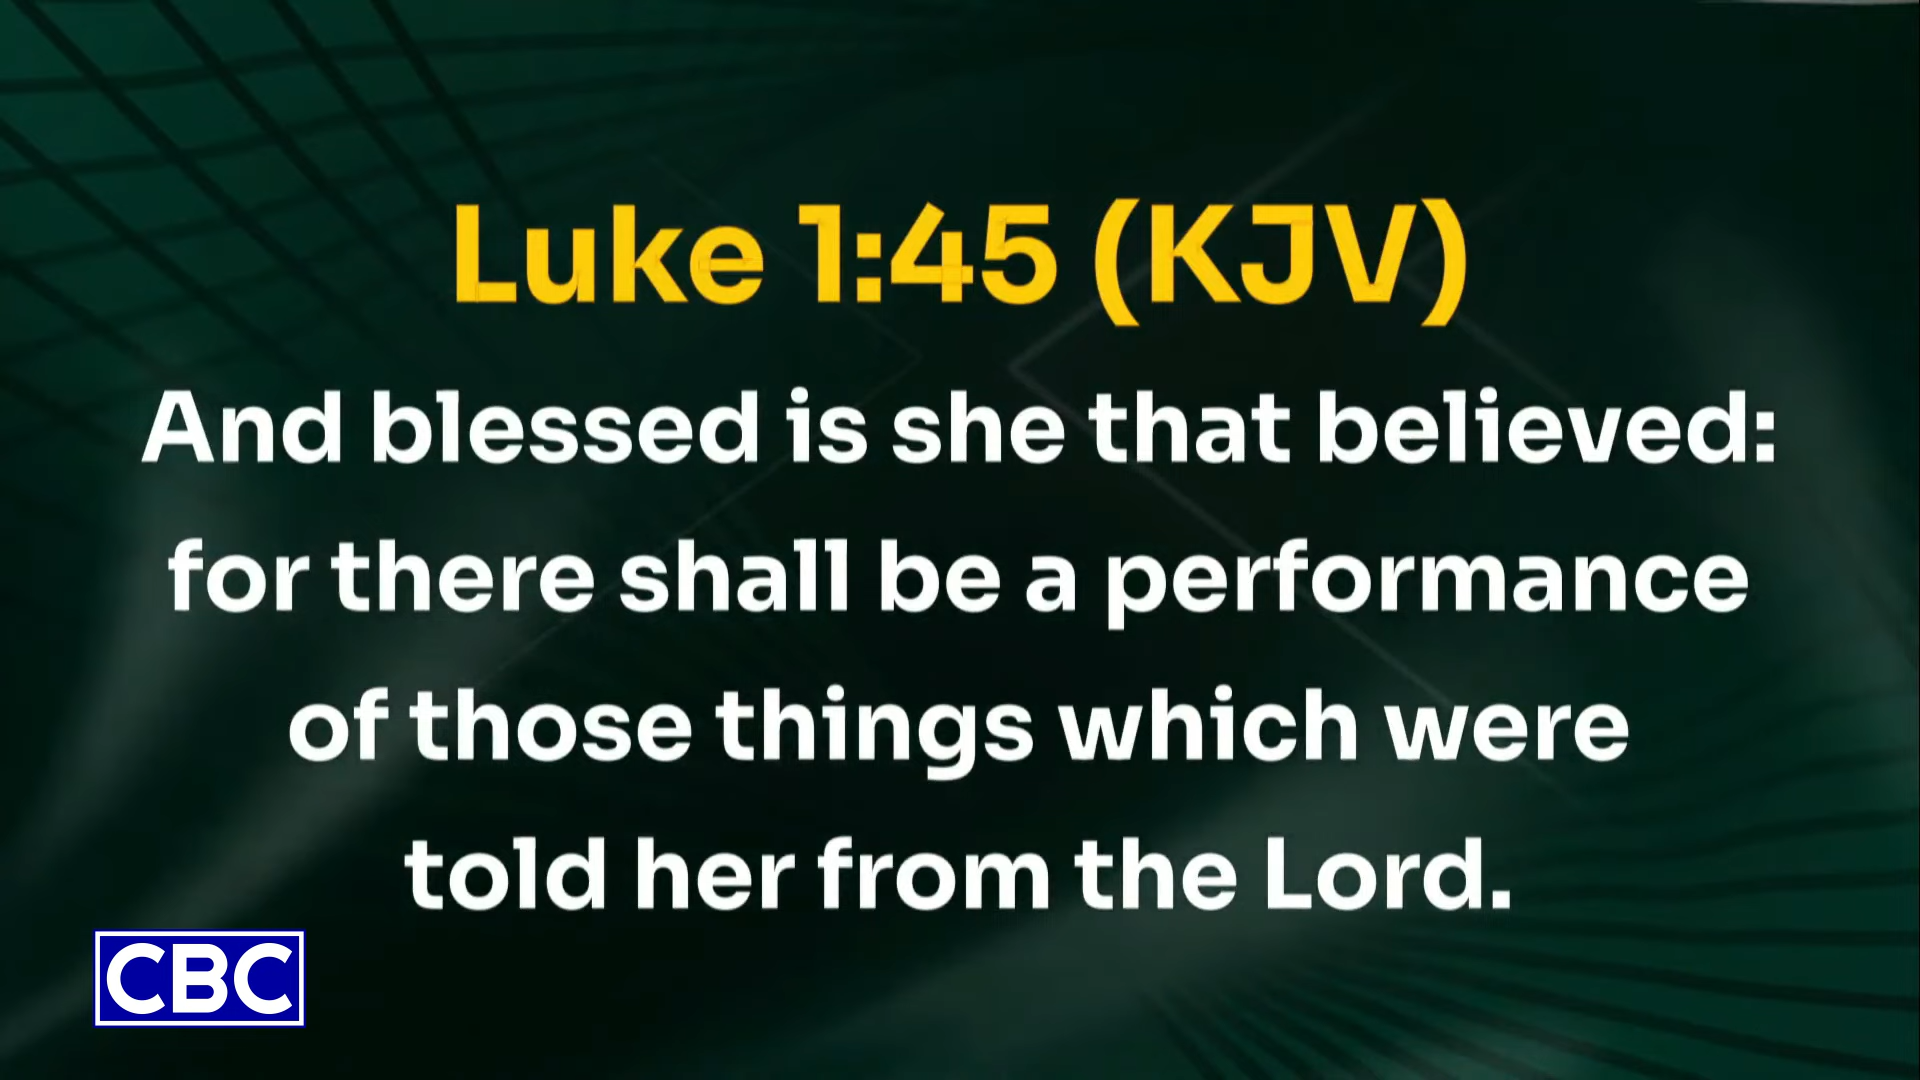 Luke 1:45 (KJV)
And blessed is she that believed:
for there shall be a performance
of those things which were
told her from the Lord.
CBC